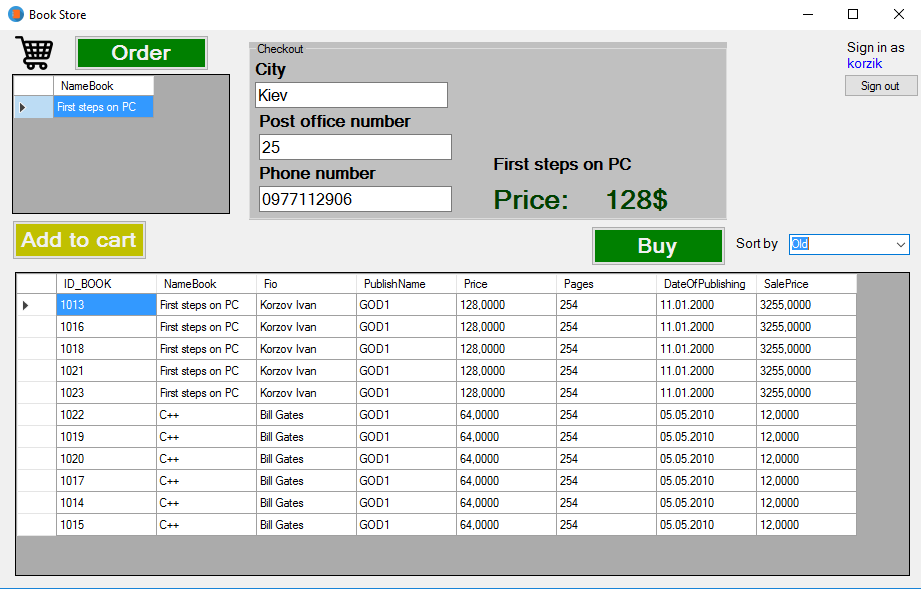 Book Store
Order
NameBook
First steps on PC
Add to cart
Checkout
City
Kiev
Post office number
25
Phone number
0977112906
First steps on PC
Price: 128$
Sign in as
korzik
Sign out
Buy
Sort by Old
ID_BOOK NameBook Fio PublishName Price Pages DateOfPublishing SalePrice
1013 First steps on PC Korzov Ivan GOD1 128,0000 254 11.01.2000 3255,0000
1016 First steps on PC Korzov Ivan GOD1 128,0000 254 11.01.2000 3255,0000
1018 First steps on PC Korzov Ivan GOD1 128,0000 254 11.01.2000 3255,0000
1021 First steps on PC Korzov Ivan GOD1 128,0000 254 11.01.2000 3255,0000
1023 First steps on PC Korzov Ivan GOD1 128,0000 254 11.01.2000 3255,0000
1022 C++ Bill Gates GOD1 64,0000 254 05.05.2010 12,0000
1019 C++ Bill Gates GOD1 64,0000 254 05.05.2010 12,0000
1020 C++ Bill Gates GOD1 64,0000 254 05.05.2010 12,0000
1017 C++ Bill Gates GOD1 64,0000 254 05.05.2010 12,0000
1014 C++ Bill Gates GOD1 64,0000 254 05.05.2010 12,0000
1015 C++ Bill Gates GOD1 64,0000 254 05.05.2010 12,0000